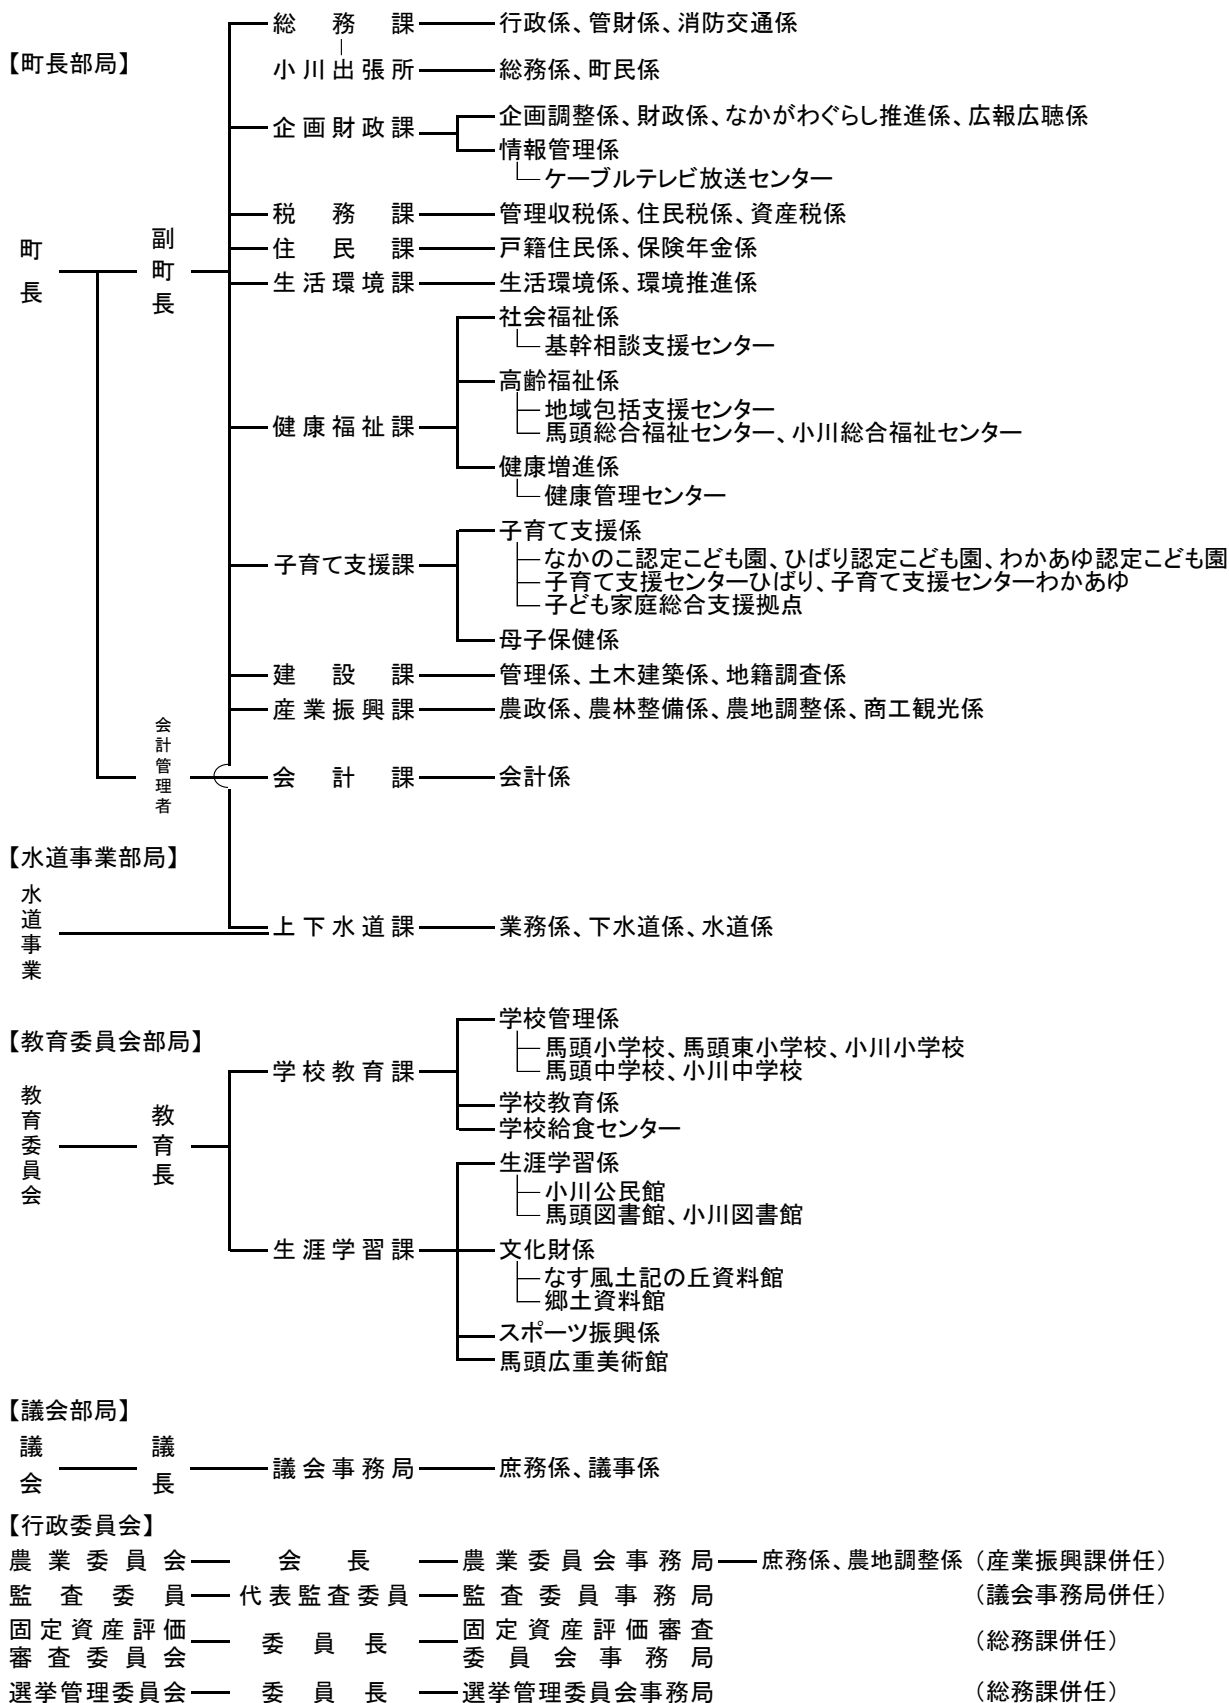 【町長部局】
町長
副町長
総務課 行政係、管財係、消防交通係
小川出張所 総務係、町民係
企画財政課 企画調整係、財政係、なかがわぐらし推進係、広報広聴係
情報管理係
ケーブルテレビ放送センター
税務課 管理収税係、住民税係、資産税係
住民課 戸籍住民係、保険年金係
生活環境課 生活環境係、環境推進係
健康福祉課
社会福祉係
基幹相談支援センター
高齢福祉係
地域包括支援センター
馬頭総合福祉センター、小川総合福祉センター
健康増進係
健康管理センター
子育て支援課
子育て支援係
なかのこ認定こども園、ひばり認定こども園、わかあゆ認定こども園
子育て支援センターひばり、子育て支援センターわかあゆ
子ども家庭総合支援拠点
母子保健係
建設課 管理係、土木建築係、地籍調査係
産業振興課 農政係、農林整備係、農地調整係、商工観光係
会計管理者
会計課 会計係
【水道事業部局】
水道事業
上下水道課 業務係、下水道係、水道係
【教育委員会部局】
教育委員会
教育長
学校教育課
学校管理係
馬頭小学校、馬頭東小学校、小川小学校
馬頭中学校、小川中学校
学校教育係
学校給食センター
生涯学習課
生涯学習係
小川公民館
馬頭図書館、小川図書館
文化財係
なす風土記の丘資料館
郷土資料館
スポーツ振興係
馬頭広重美術館
【議会部局】
議会 議長 議会事務局 庶務係、議事係
【行政委員会】
農業委員会 会長 農業委員会事務局 庶務係、農地調整係 (産業振興課併任)
監査委員 代表監査委員 監査委員事務局 (議会事務局併任)
固定資産評価審査委員会 委員長 固定資産評価審査委員会事務局 (総務課併任)
選挙管理委員会 委員長 選挙管理委員会事務局 (総務課併任)